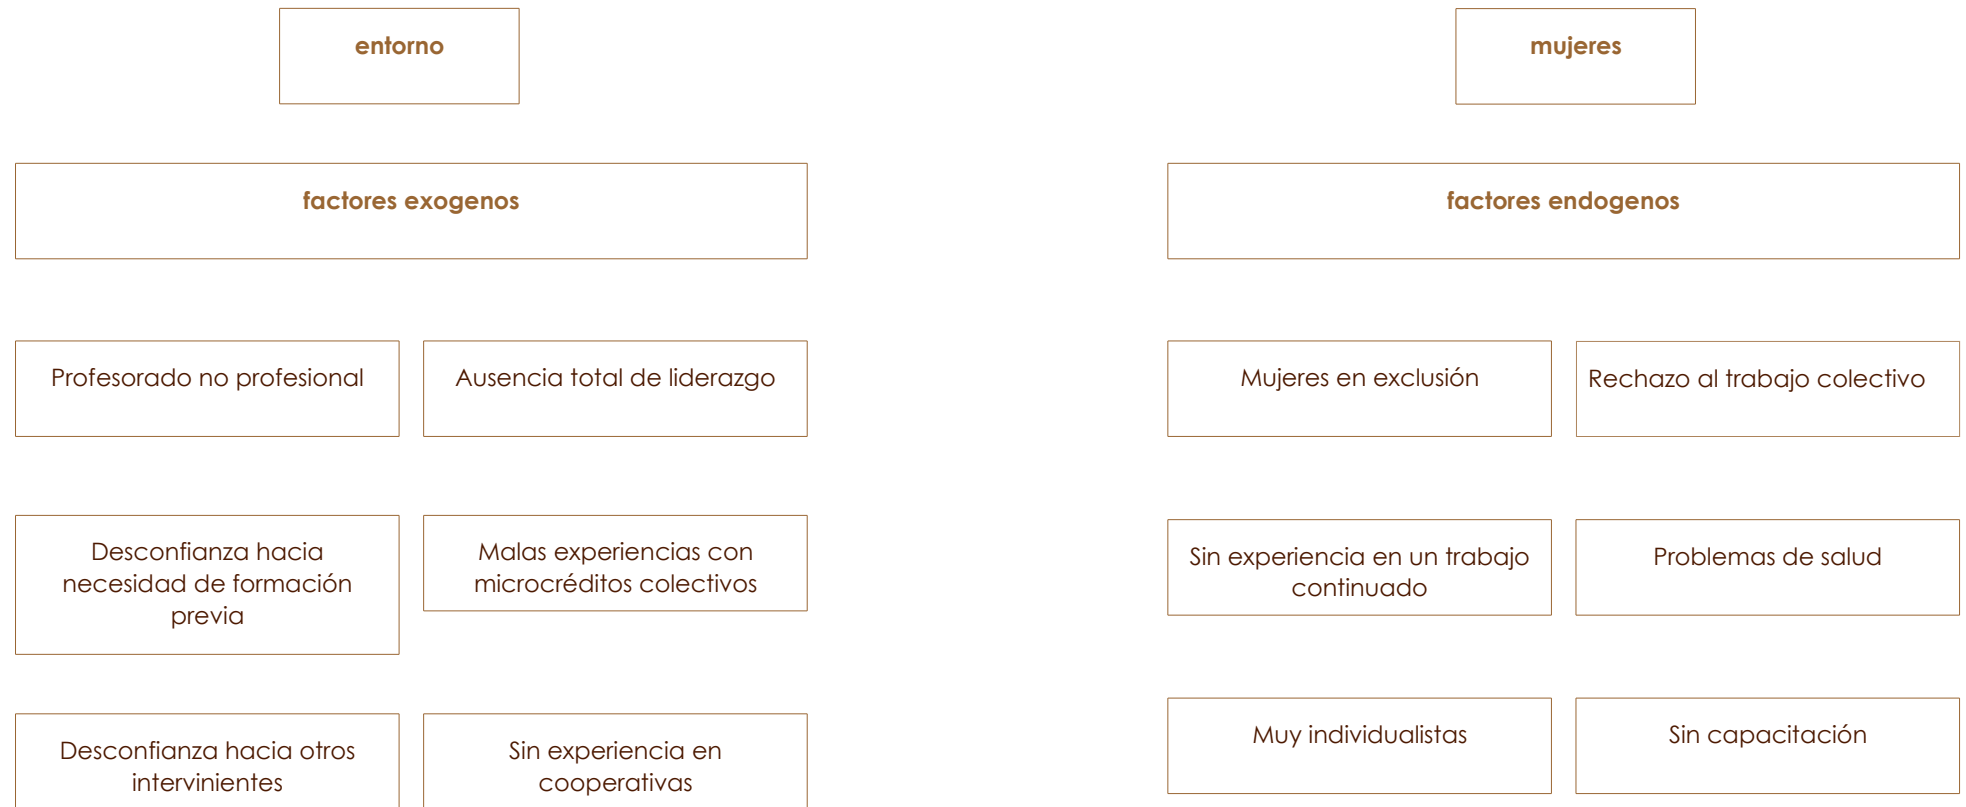 entorno
mujeres
factores exogenos
factores endogenos
Profesorado no profesional
Ausencia total de liderazgo
Mujeres en exclusión
Rechazo al trabajo colectivo
Desconfianza hacia
necesidad de formación
previa
Malas experiencias con
microcréditos colectivos
Sin experiencia en un trabajo
continuado
Problemas de salud
Desconfianza hacia otros
intervinientes
Sin experiencia en
cooperativas
Muy individualistas
Sin capacitación